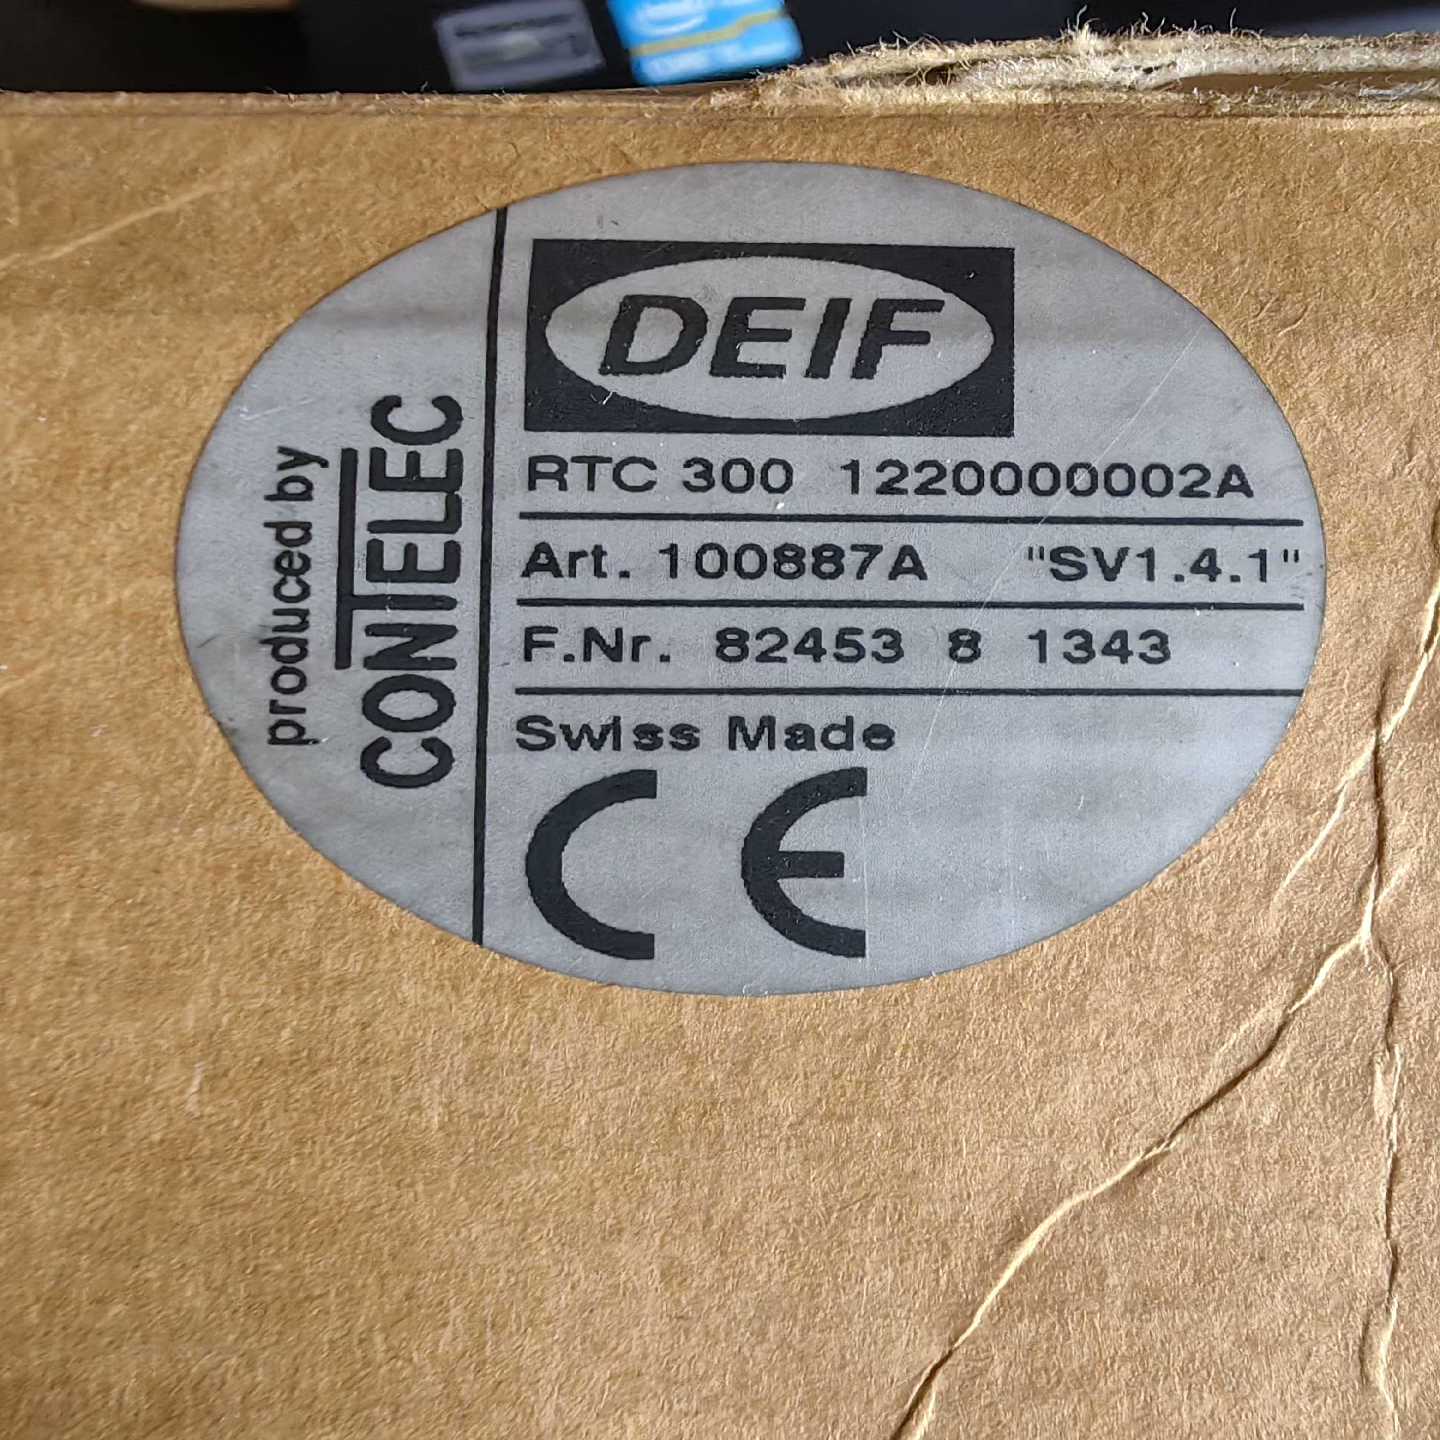 produced by
CONTELEC
DEIF
RTC 300 1220000002A
Art. 100887A "SV1.4.1"
F.Nr. 82453 8 1343
Swiss Made
CE